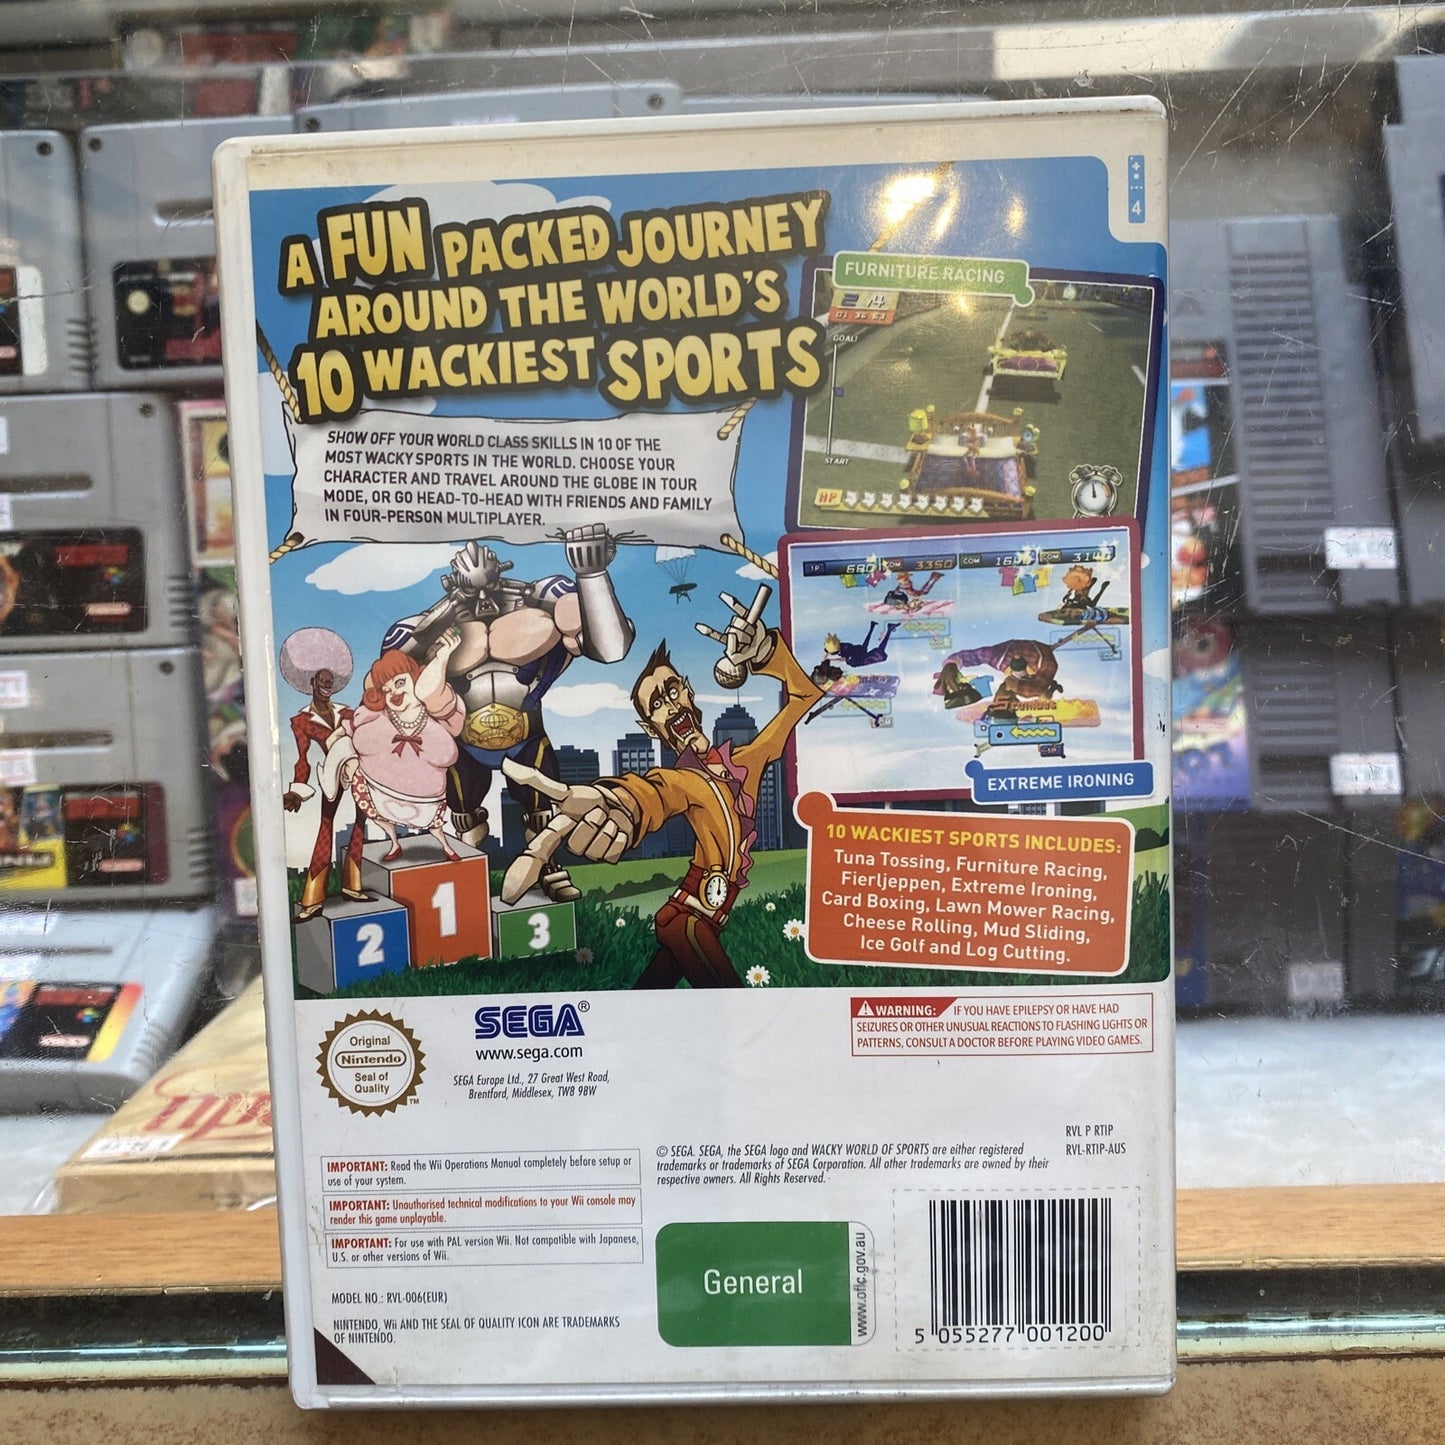 A FUN PACKED JOURNEY
AROUND THE WORLD'S
10 WACKIEST SPORTS
4
SHOW OFF YOUR WORLD CLASS SKILLS IN 10 OF THE
MOST WACKY SPORTS IN THE WORLD. CHOOSE YOUR
CHARACTER AND TRAVEL AROUND THE GLOBE IN TOUR
MODE, OR GO HEAD-TO-HEAD WITH FRIENDS AND FAMILY
IN FOUR-PERSON MULTIPLAYER.
FURNITURE RACING
GOAL!
START
HP
1P 680 COM 3350 COM COM
EXTREME IRONING
2 1 3
10 WACKIEST SPORTS INCLUDES:
Tuna Tossing, Furniture Racing,
Fierljeppen, Extreme Ironing,
Card Boxing, Lawn Mower Racing,
Cheese Rolling, Mud Sliding,
Ice Golf and Log Cutting.
Original
Nintendo
Seal of
Quality
TM
SEGA®
www.sega.com
SEGA Europe Ltd., 27 Great West Road,
Brentford, Middlesex, TW8 9BW
WARNING: IF YOU HAVE EPILEPSY OR HAVE HAD
SEIZURES OR OTHER UNUSUAL REACTIONS TO FLASHING LIGHTS OR
PATTERNS, CONSULT A DOCTOR BEFORE PLAYING VIDEO GAMES.
RVL P RTIP
RVL-RTIP-AUS
© SEGA. SEGA, the SEGA logo and WACKY WORLD OF SPORTS are either registered
trademarks or trademarks of SEGA Corporation. All other trademarks are owned by their
respective owners. All Rights Reserved.
IMPORTANT: Read the Wii Operations Manual completely before setup or
use of your system.
IMPORTANT: Unauthorised technical modifications to your Wii console may
render this game unplayable.
IMPORTANT: For use with PAL version Wii. Not compatible with Japanese,
U.S. or other versions of Wii.
MODEL NO.: RVL-006(EUR)
NINTENDO, Wii AND THE SEAL OF QUALITY ICON ARE TRADEMARKS
OF NINTENDO.
General
www.oflc.gov.au
5 055277 001200